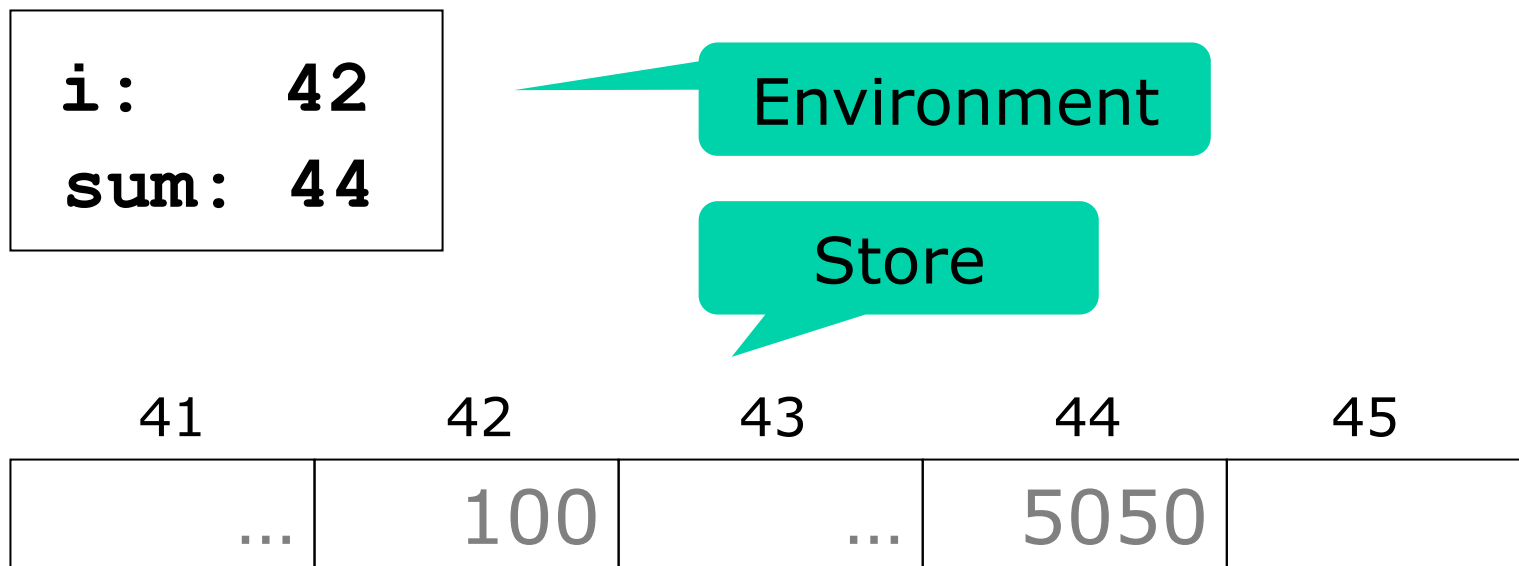 i: 42
sum: 44
Environment
Store
41 42 43 44 45
... 100 ... 5050